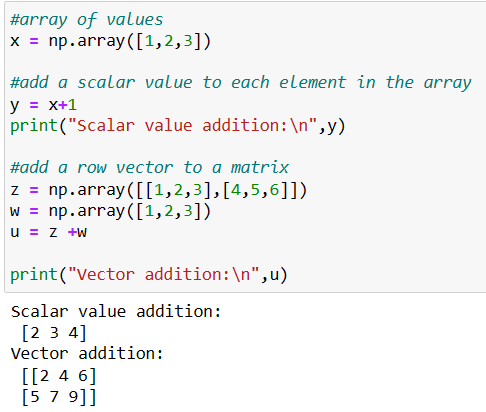 #array of values
x = np.array([1,2,3])
#add a scalar value to each element in the array
y = x+1
print("Scalar value addition:\n",y)
#add a row vector to a matrix
z = np.array([[1,2,3],[4,5,6]])
w = np.array([1,2,3])
u = z +w
print("Vector addition:\n",u)
Scalar value addition:
 [2 3 4]
Vector addition:
 [[2 4 6]
 [5 7 9]]